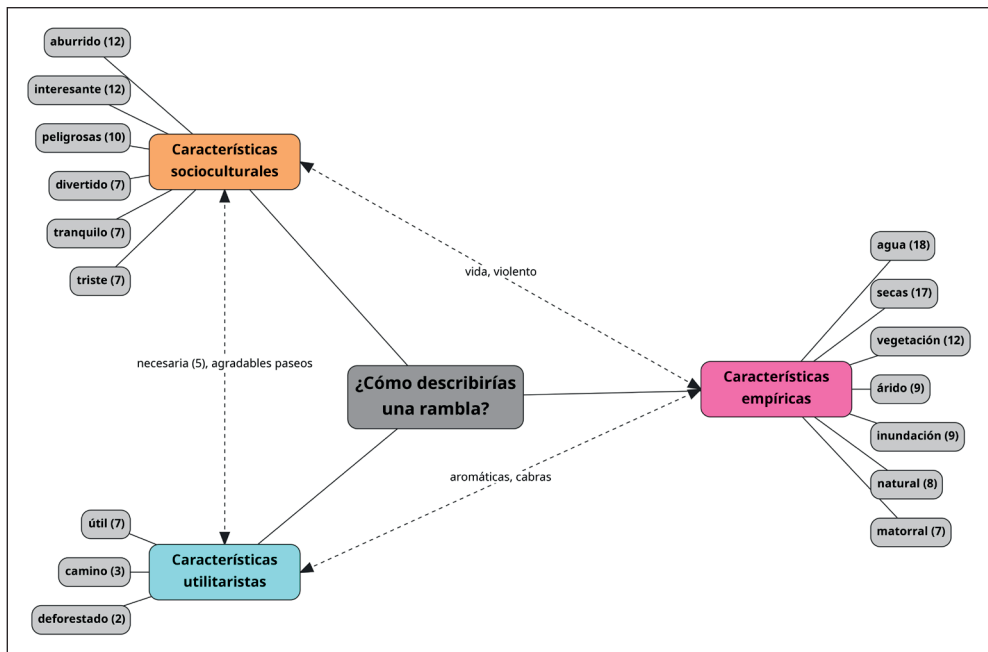 aburrido (12)
interesante (12)
peligrosas (10)
divertido (7)
tranquilo (7)
triste (7)
Características
socioculturales
vida, violento
necesaria (5), agradables paseos
¿Cómo describirías
una rambla?
Características
empíricas
agua (18)
secas (17)
vegetación (12)
árido (9)
inundación (9)
natural (8)
matorral (7)
aromáticas, cabras
útil (7)
camino (3)
deforestado (2)
Características
utilitaristas